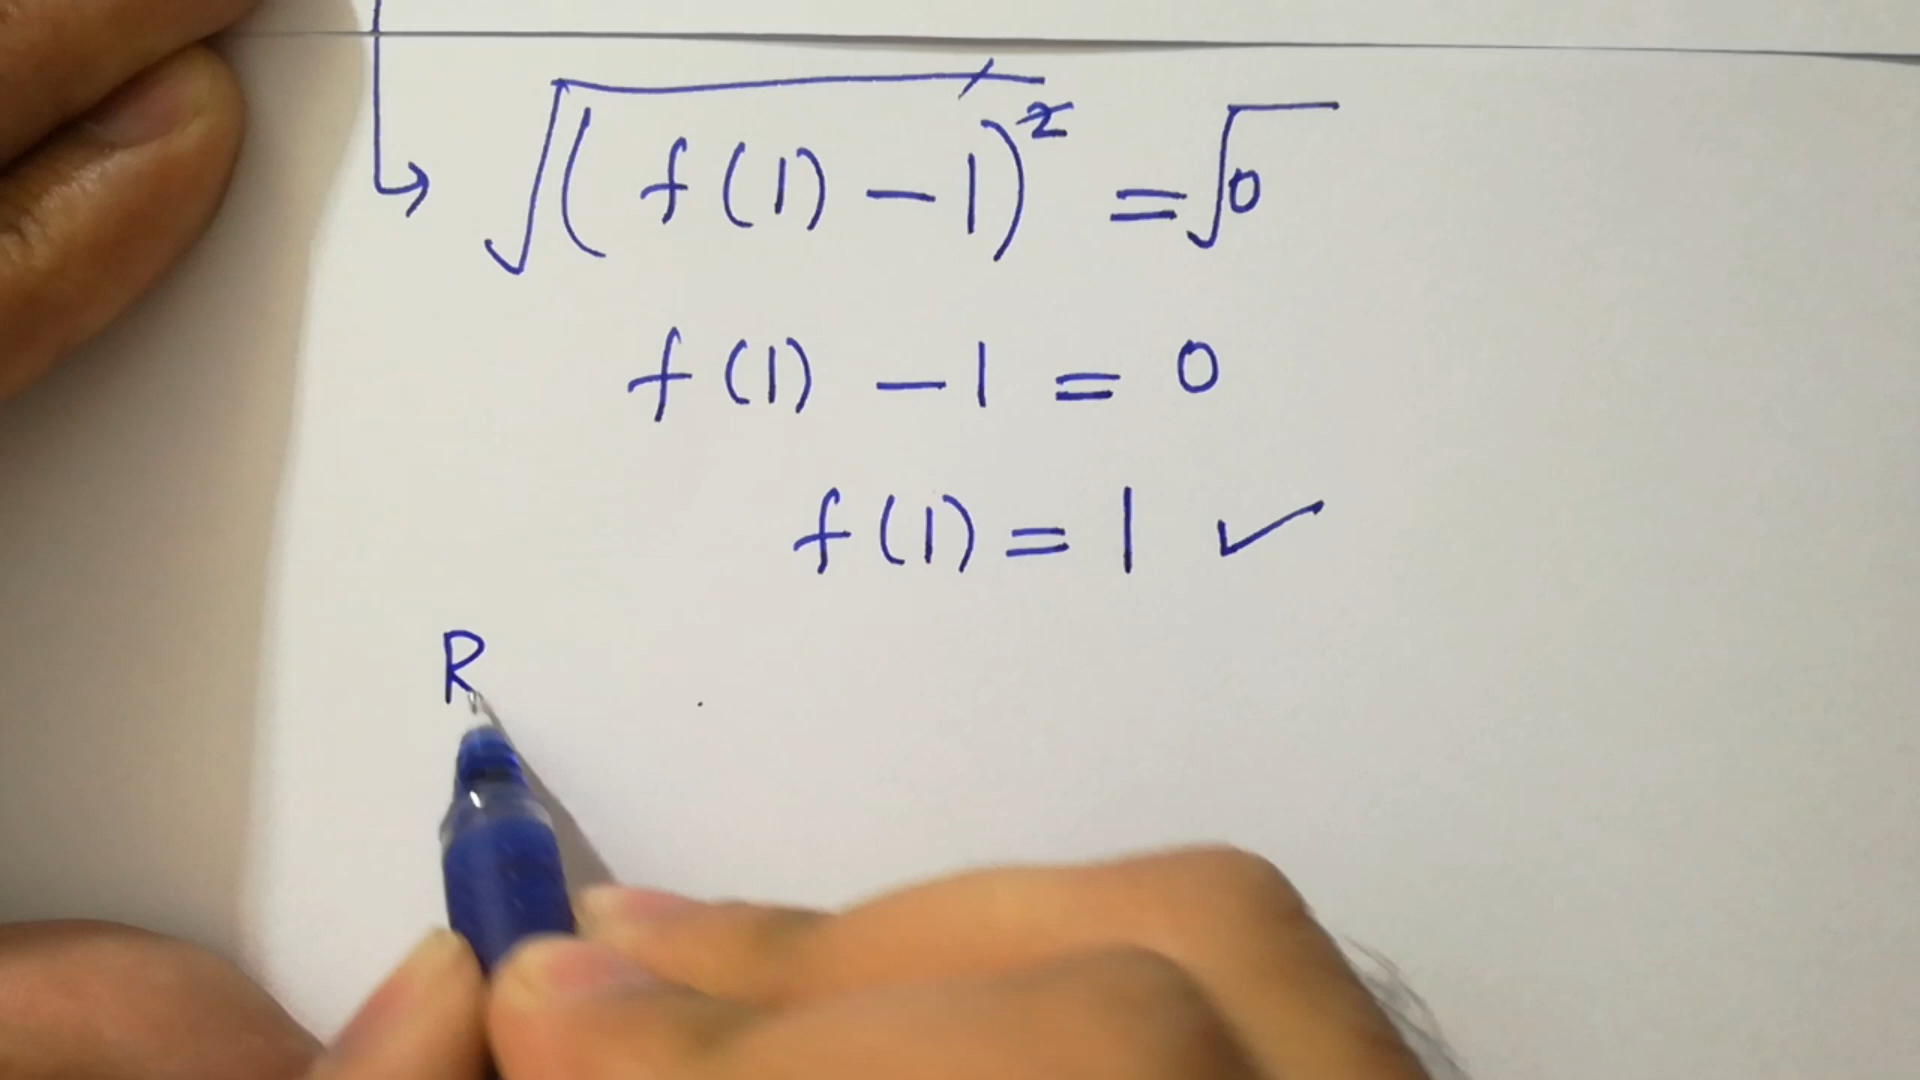 √(f(1) - 1)² = √0
f(1) - 1 = 0
f(1) = 1 ✓
R